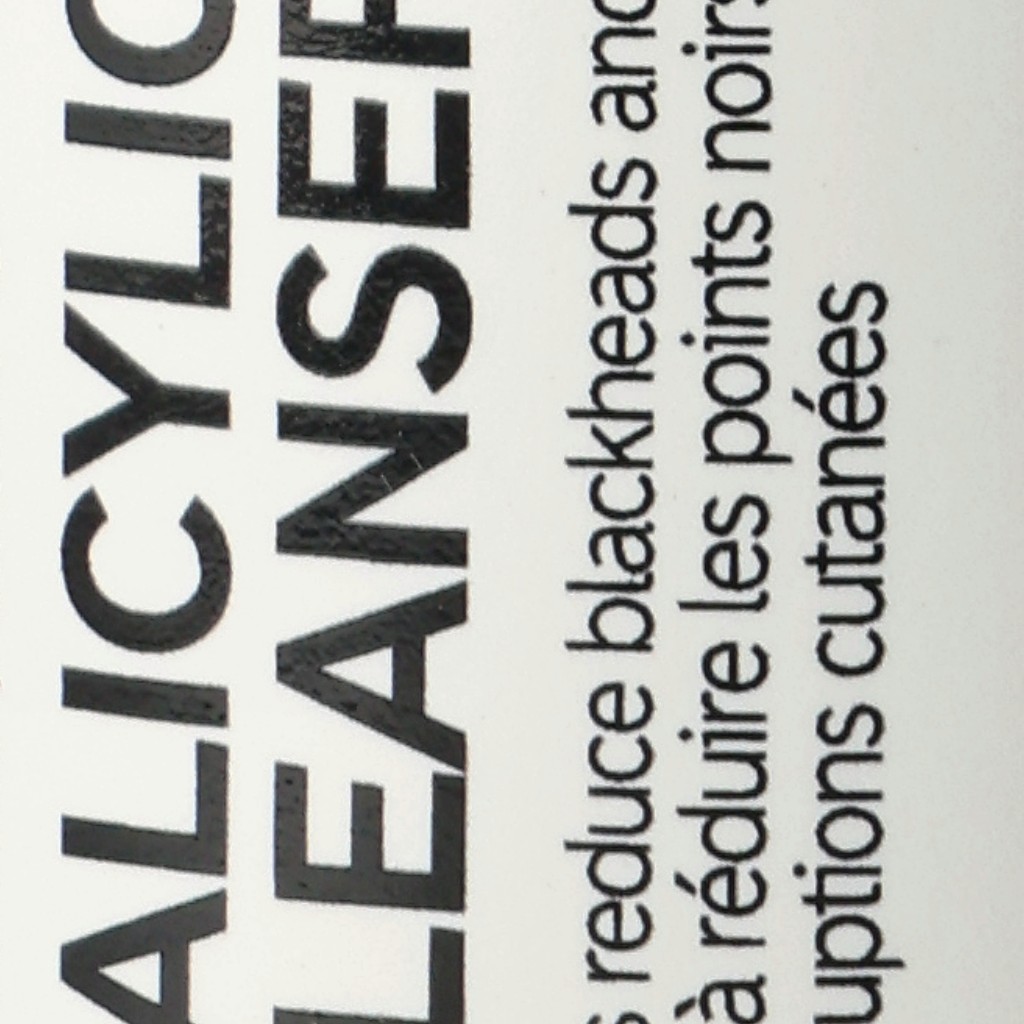 ALICYLIC
LEANSER
s reduce blackheads and
à réduire les points noirs
uptions cutanées